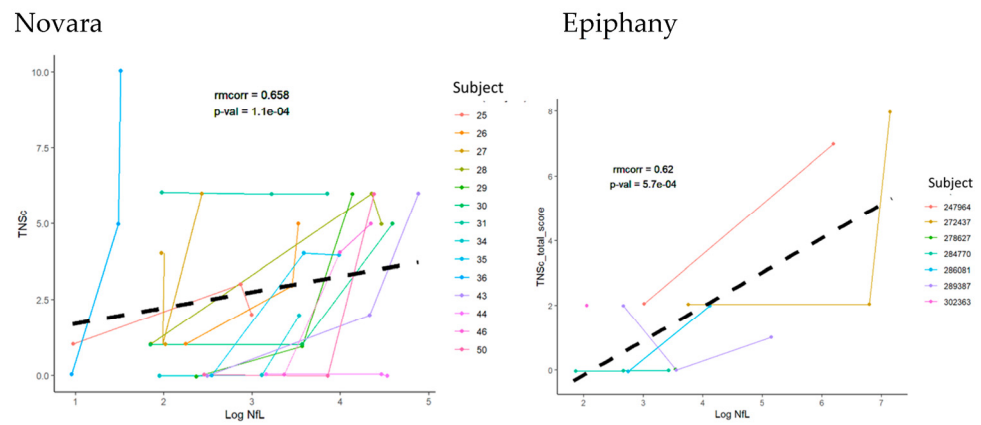 Novara
10.0
7.5
5.0
2.5
0.0
TNSc
rmcorr = 0.658
p-val = 1.1e-04
1 2 3 4 5
Log NfL
Subject
25
26
27
28
29
30
31
34
35
36
43
44
46
50
Epiphany
8
6
4
2
0
TNSc_total_score
rmcorr = 0.62
p-val = 5.7e-04
2 3 4 5 6 7
Log NfL
Subject
247964
272437
278627
284770
286081
289387
302363